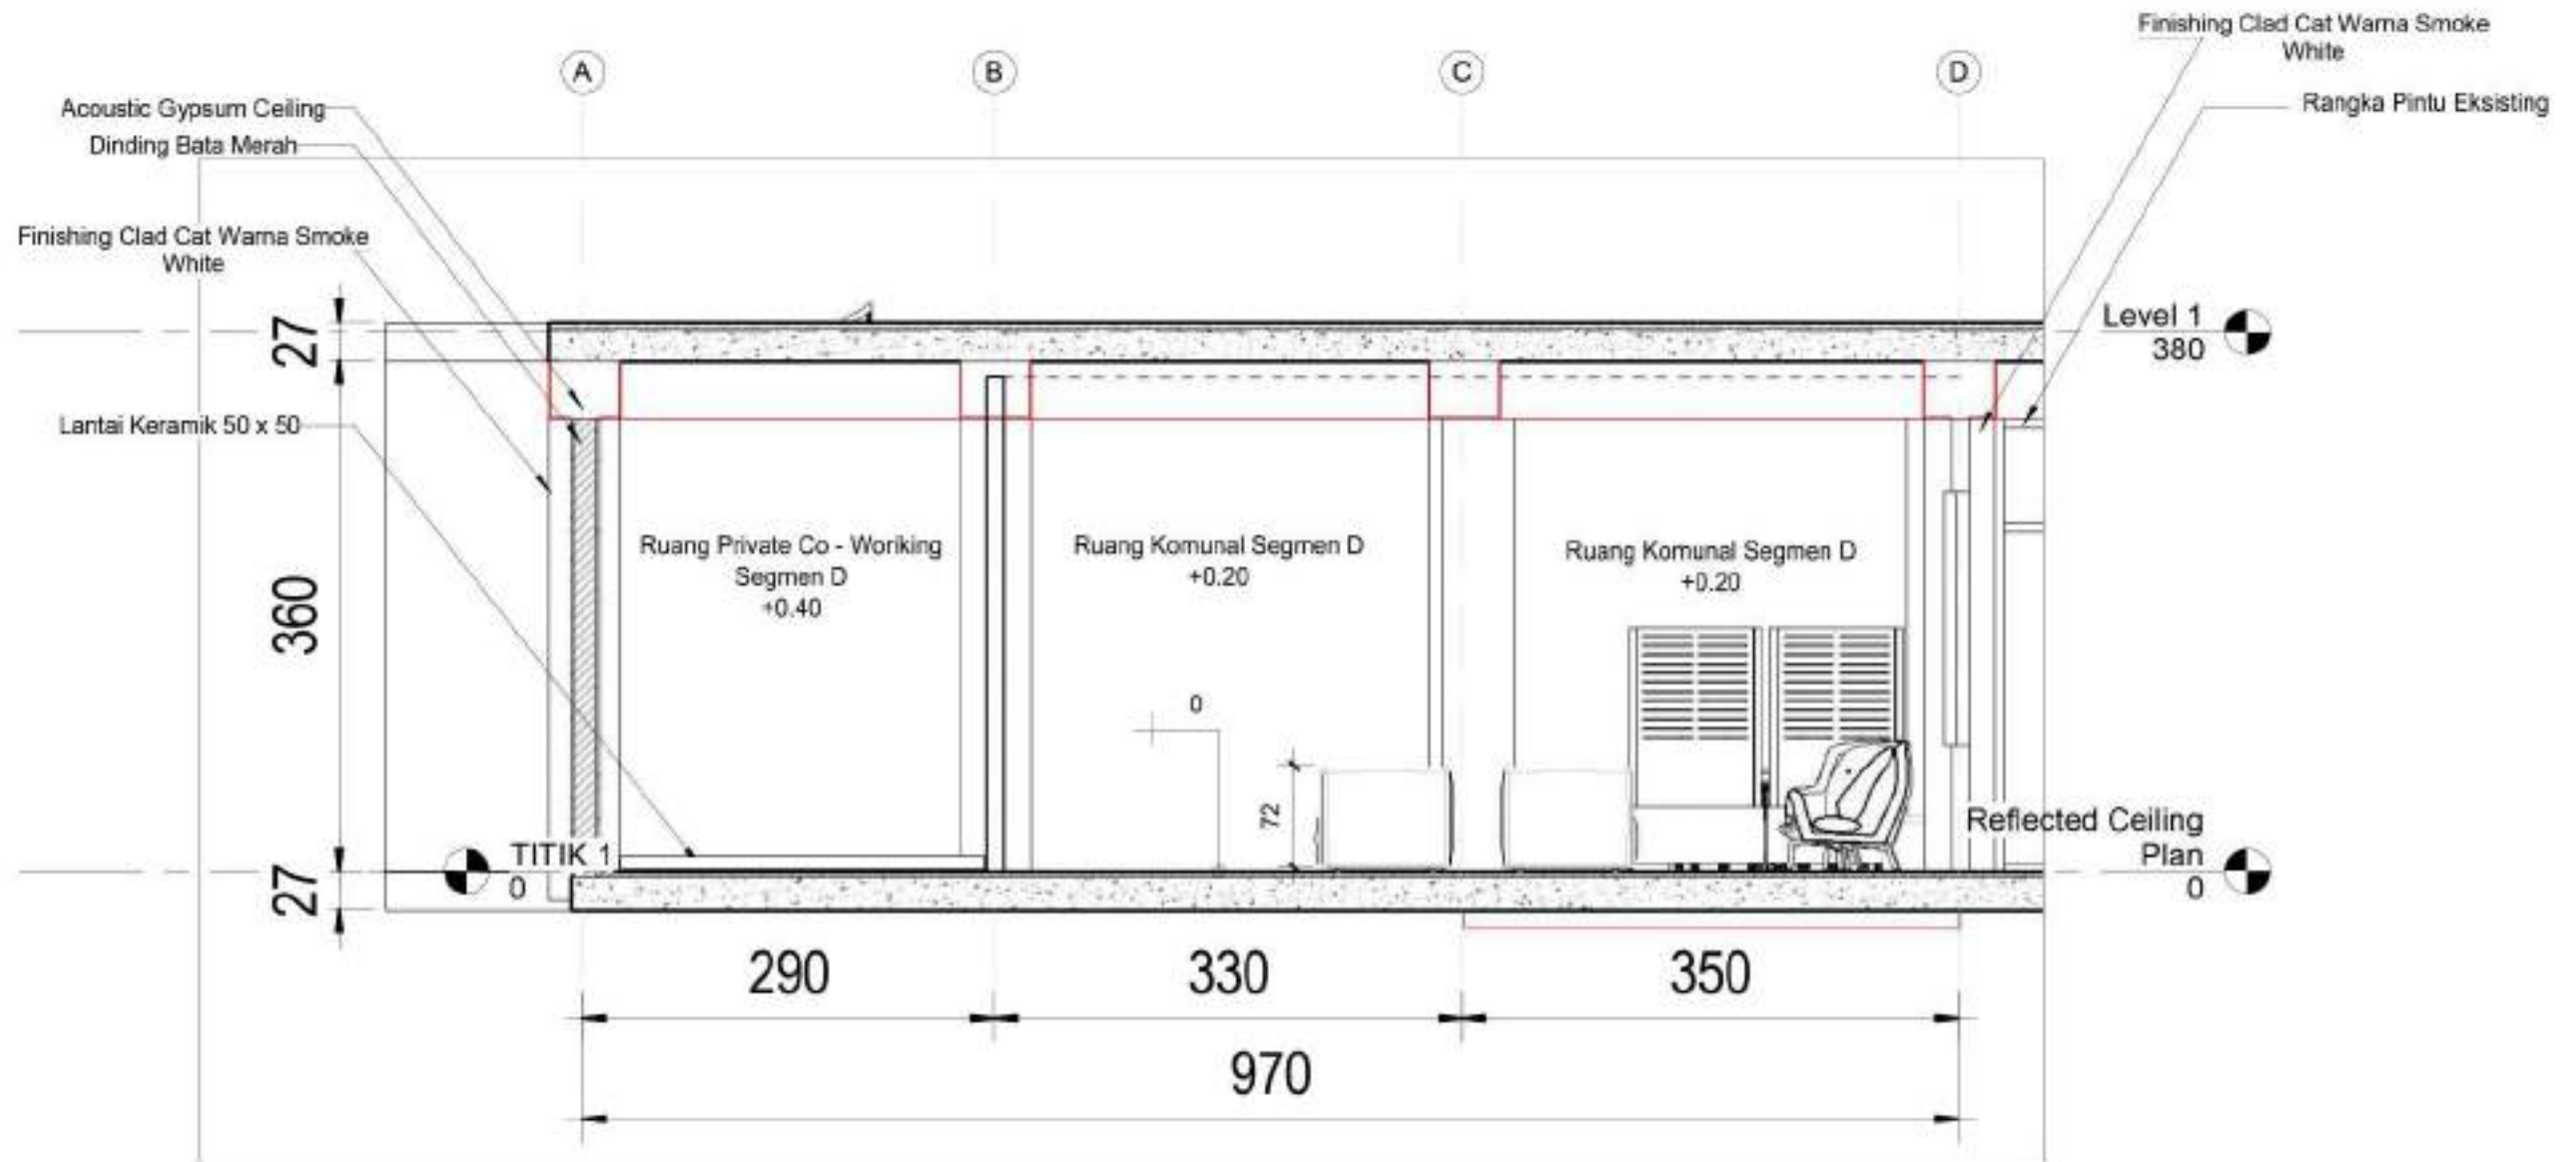 Finishing Clad Cat Warna Smoke
White
A
B
C
D
Rangka Pintu Eksisting
Acoustic Gypsum Ceiling
Dinding Bata Merah
Finishing Clad Cat Warna Smoke
White
27
Level 1
380
Lantai Keramik 50 x 50
Ruang Private Co - Woriking
Segmen D
+0.40
Ruang Komunal Segmen D
+0.20
Ruang Komunal Segmen D
+0.20
360
0
72
TITIK 1
0
Reflected Ceiling
Plan
0
27
290
330
350
970